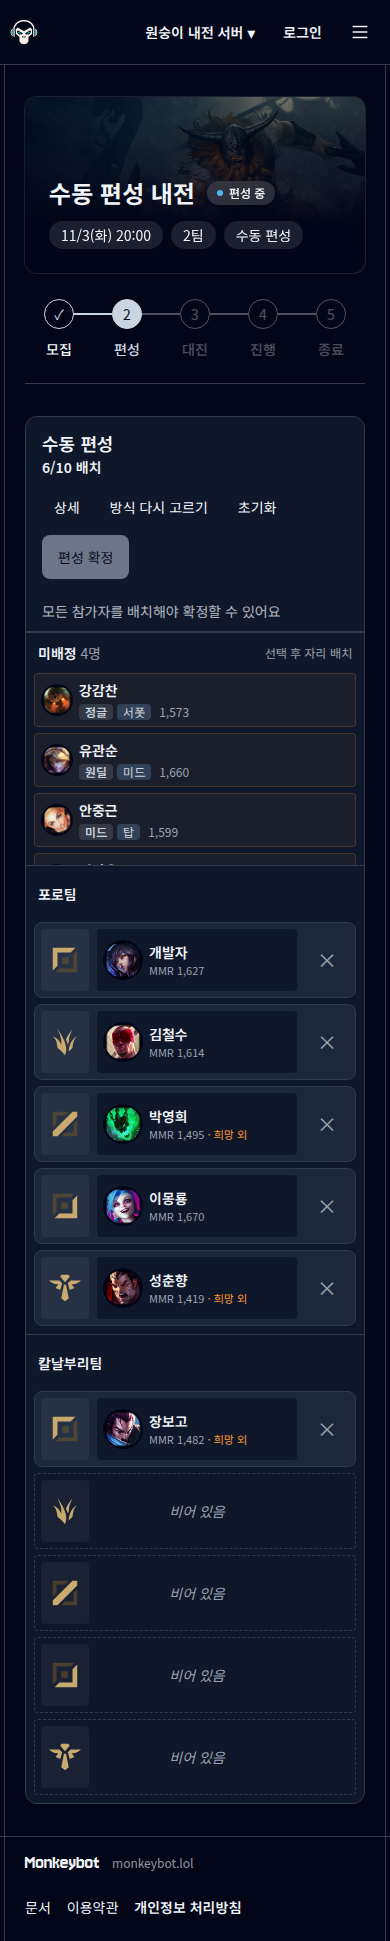 원숭이 내전 서버 ▾ 로그인
수동 편성 내전 편성 중
11/3(화) 20:00 2팀 수동 편성
✓ 2 3 4 5
모집 편성 대진 진행 종료
수동 편성
6/10 배치
상세 방식 다시 고르기 초기화
편성 확정
모든 참가자를 배치해야 확정할 수 있어요
미배정 4명 선택 후 자리 배치
강감찬
정글 서폿 1,573
유관순
원딜 미드 1,660
안중근
미드 탑 1,599
포로팀
개발자
MMR 1,627
김철수
MMR 1,614
박영희
MMR 1,495 · 희망 외
이몽룡
MMR 1,670
성춘향
MMR 1,419 · 희망 외
칼날부리팀
장보고
MMR 1,482 · 희망 외
비어 있음
비어 있음
비어 있음
비어 있음
Monkeybot monkeybot.lol
문서 이용약관 개인정보 처리방침